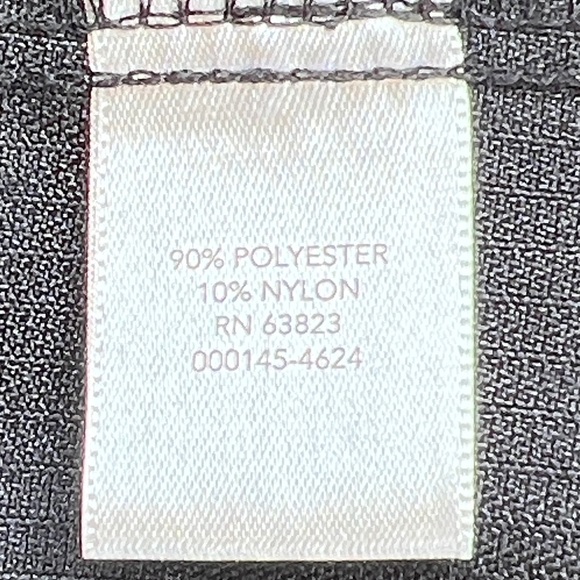 90% POLYESTER
10% NYLON
RN 63823
000145-4624